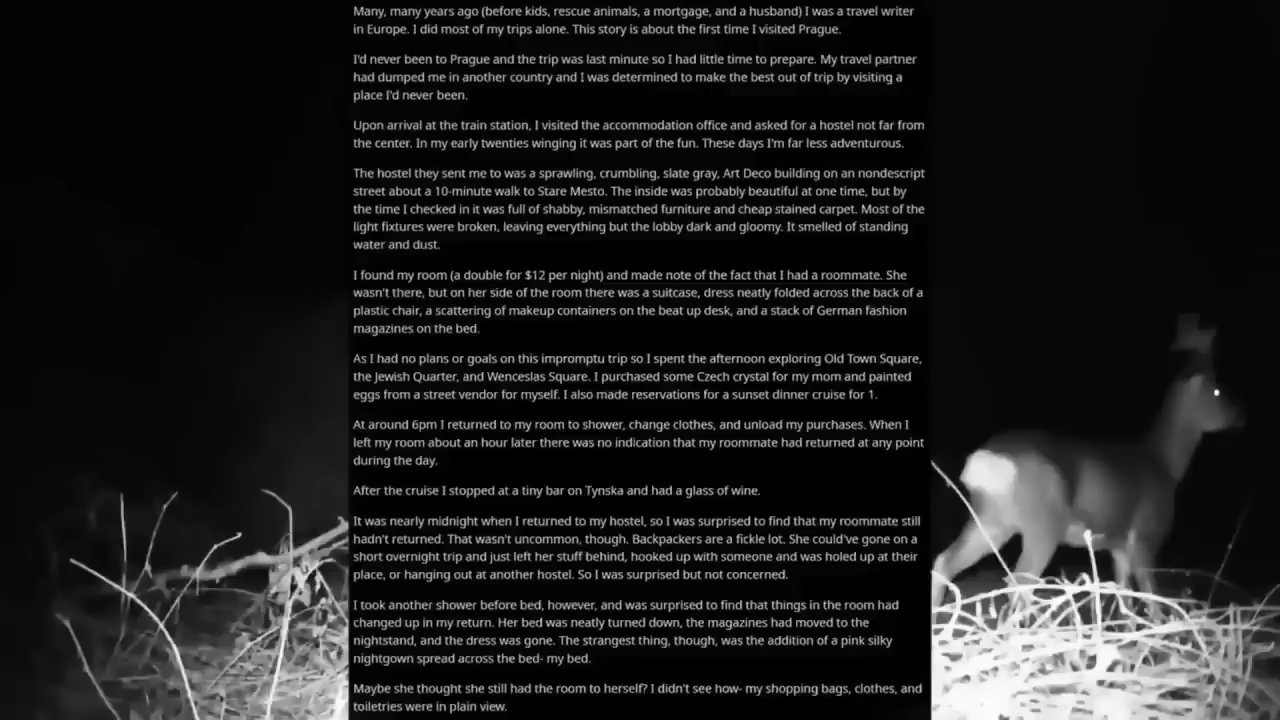 Many, many years ago (before kids, rescue animals, a mortgage, and a husband) I was a travel writer
in Europe. I did most of my trips alone. This story is about the first time I visited Prague.
I'd never been to Prague and the trip was last minute so I had little time to prepare. My travel partner
had dumped me in another country and I was determined to make the best out of trip by visiting a
place I'd never been.
Upon arrival at the train station, I visited the accommodation office and asked for a hostel not far from
the center. In my early twenties winging it was part of the fun. These days I'm far less adventurous.
The hostel they sent me to was a sprawling, crumbling, slate gray, Art Deco building on an nondescript
street about a 10-minute walk to Stare Mesto. The inside was probably beautiful at one time, but by
the time I checked in it was full of shabby, mismatched furniture and cheap stained carpet. Most of the
light fixtures were broken, leaving everything but the lobby dark and gloomy. It smelled of standing
water and dust.
I found my room (a double for $12 per night) and made note of the fact that I had a roommate. She
wasn't there, but on her side of the room there was a suitcase, dress neatly folded across the back of a
plastic chair, a scattering of makeup containers on the beat up desk, and a stack of German fashion
magazines on the bed.
As I had no plans or goals on this impromptu trip so I spent the afternoon exploring Old Town Square,
the Jewish Quarter, and Wenceslas Square. I purchased some Czech crystal for my mom and painted
eggs from a street vendor for myself. I also made reservations for a sunset dinner cruise for 1.
At around 6pm I returned to my room to shower, change clothes, and unload my purchases. When I
left my room about an hour later there was no indication that my roommate had returned at any point
during the day.
After the cruise I stopped at a tiny bar on Tynska and had a glass of wine.
It was nearly midnight when I returned to my hostel, so I was surprised to find that my roommate still
hadn't returned. That wasn't uncommon, though. Backpackers are a fickle lot. She could've gone on a
short overnight trip and just left her stuff behind, hooked up with someone and was holed up at their
place, or hanging out at another hostel. So I was surprised but not concerned.
I took another shower before bed, however, and was surprised to find that things in the room had
changed up in my return. Her bed was neatly turned down, the magazines had moved to the
nightstand, and the dress was gone. The strangest thing, though, was the addition of a pink silky
nightgown spread across the bed- my bed.
Maybe she thought she still had the room to herself? I didn't see how- my shopping bags, clothes, and
toiletries were in plain view.